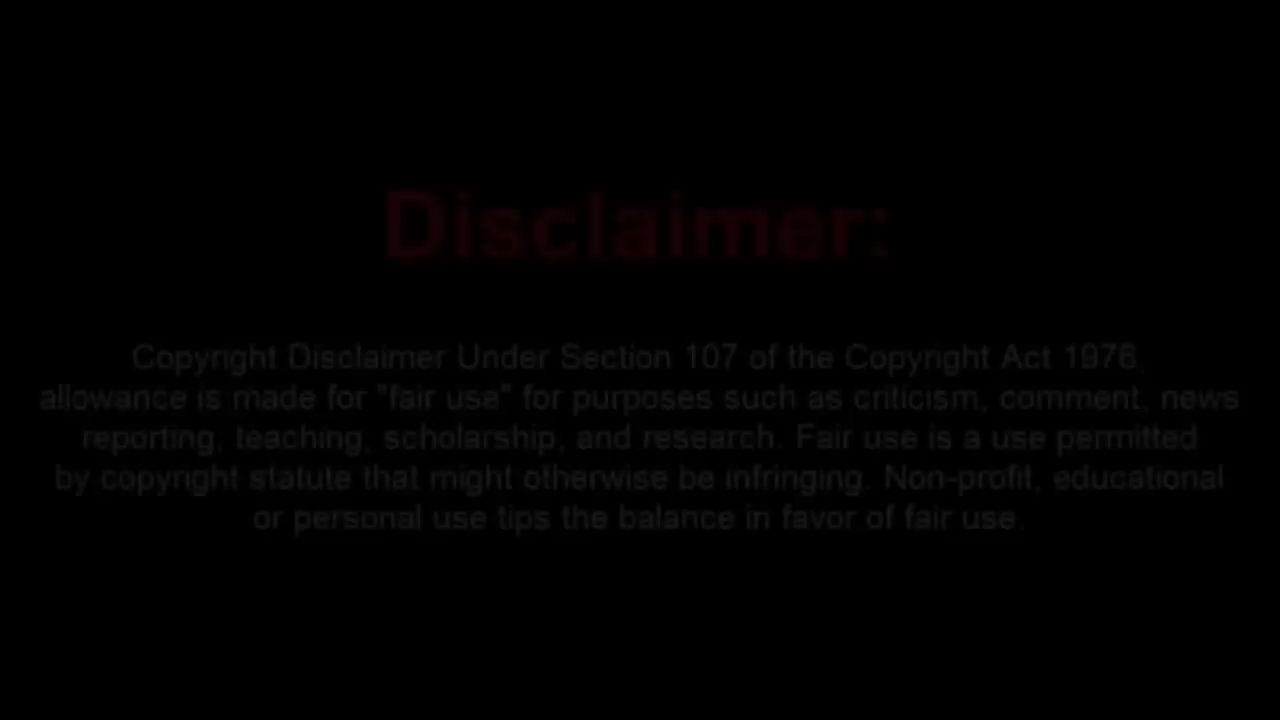 Disclaimer:
Copyright Disclaimer Under Section 107 of the Copyright Act 1976,
allowance is made for "fair use" for purposes such as criticism, comment, news
reporting, teaching, scholarship, and research. Fair use is a use permitted
by copyright statute that might otherwise be infringing. Non-profit, educational
or personal use tips the balance in favor of fair use.